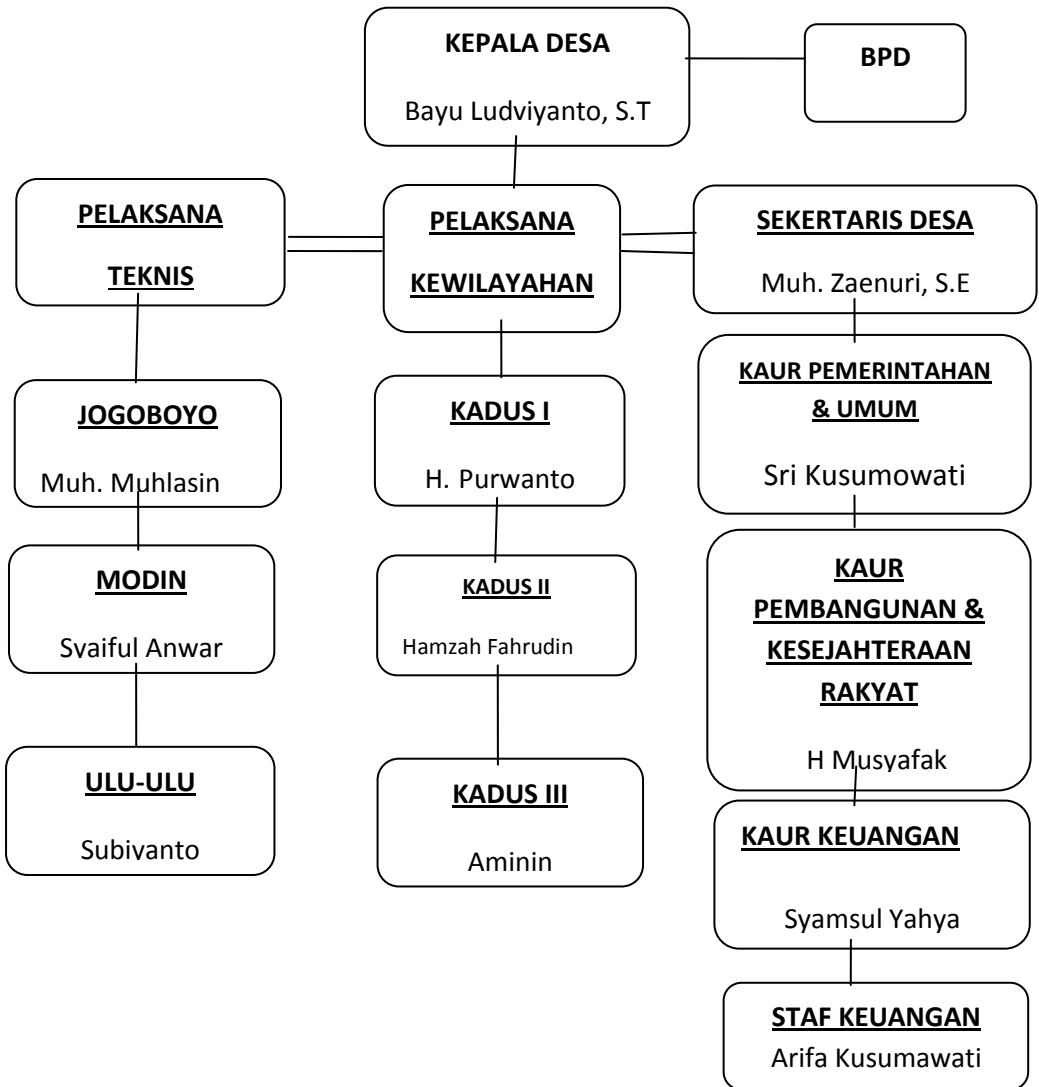 KEPALA DESA
Bayu Ludviyanto, S.T
BPD
PELAKSANA
TEKNIS
PELAKSANA
KEWILAYAHAN
SEKERTARIS DESA
Muh. Zaenuri, S.E
JOGOBOYO
Muh. Muhlasin
MODIN
Syaiful Anwar
ULU-ULU
Subiyanto
KADUS I
H. Purwanto
KADUS II
Hamzah Fahrudin
KADUS III
Aminin
KAUR PEMERINTAHAN
& UMUM
Sri Kusumowati
KAUR
PEMBANGUNAN &
KESEJAHTERAAN
RAKYAT
H Musyafak
KAUR KEUANGAN
Syamsul Yahya
STAF KEUANGAN
Arifa Kusumawati